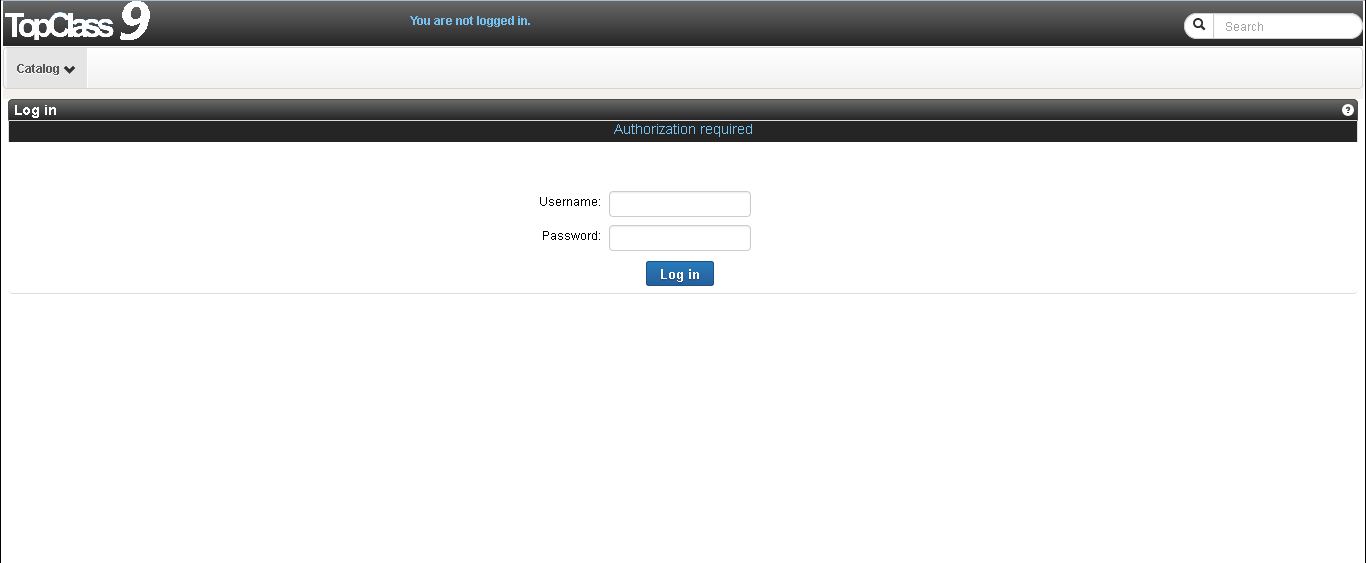 TopClass 9
You are not logged in.
Search
Catalog
Log in
?
Authorization required
Username:
Password:
Log in